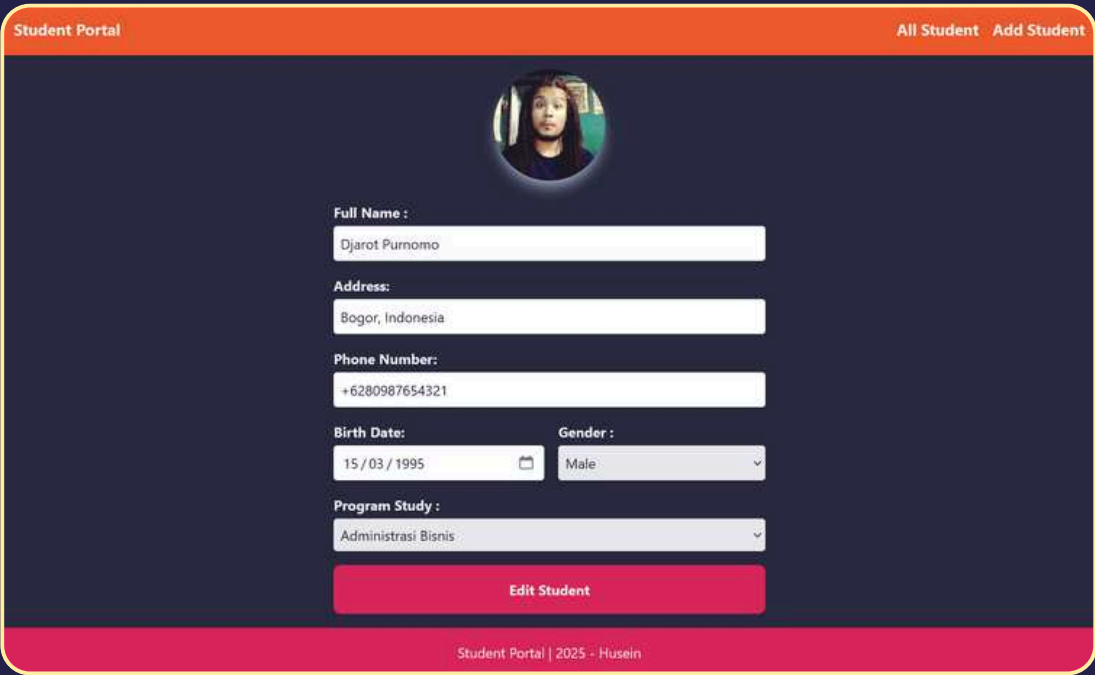 Student Portal All Student Add Student
Full Name :
Djarot Purnomo
Address:
Bogor, Indonesia
Phone Number:
+6280987654321
Birth Date: Gender :
15 / 03 / 1995 Male
Program Study :
Administrasi Bisnis
Edit Student
Student Portal | 2025 - Husein